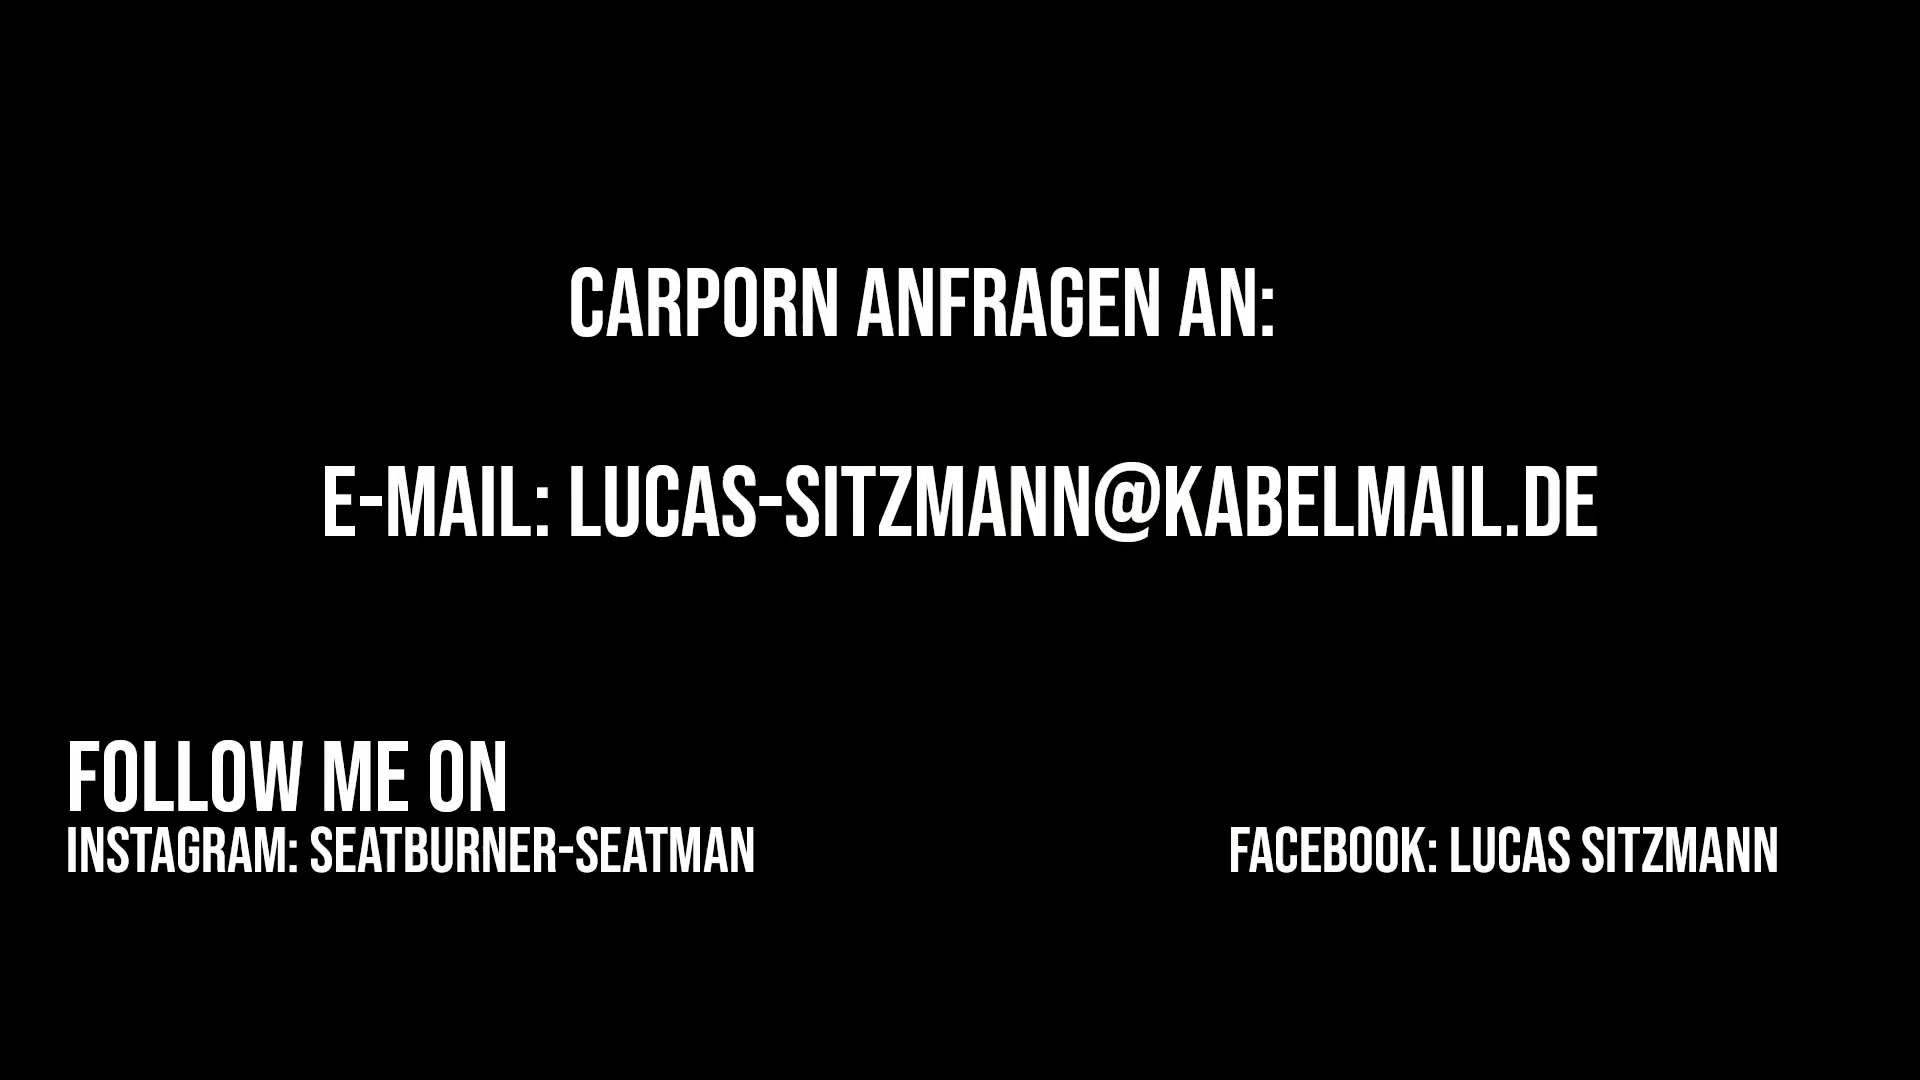 CARPORN ANFRAGEN AN:
E-MAIL: LUCAS-SITZMANN@KABELMAIL.DE
FOLLOW ME ON
INSTAGRAM: SEATBURNER-SEATMAN
FACEBOOK: LUCAS SITZMANN